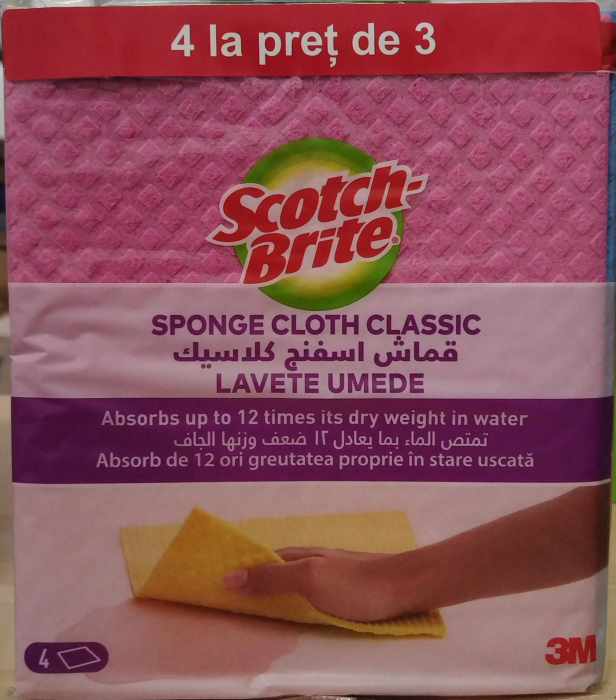 4 la preț de 3
Scotch-
Brite®
SPONGE CLOTH CLASSIC
قماش اسفنج كلاسيك
LAVETE UMEDE
Absorbs up to 12 times its dry weight in water
تمتص الماء بما يعادل ١٢ ضعف وزنها الجاف
Absorb de 12 ori greutatea proprie în stare uscată
4
3M